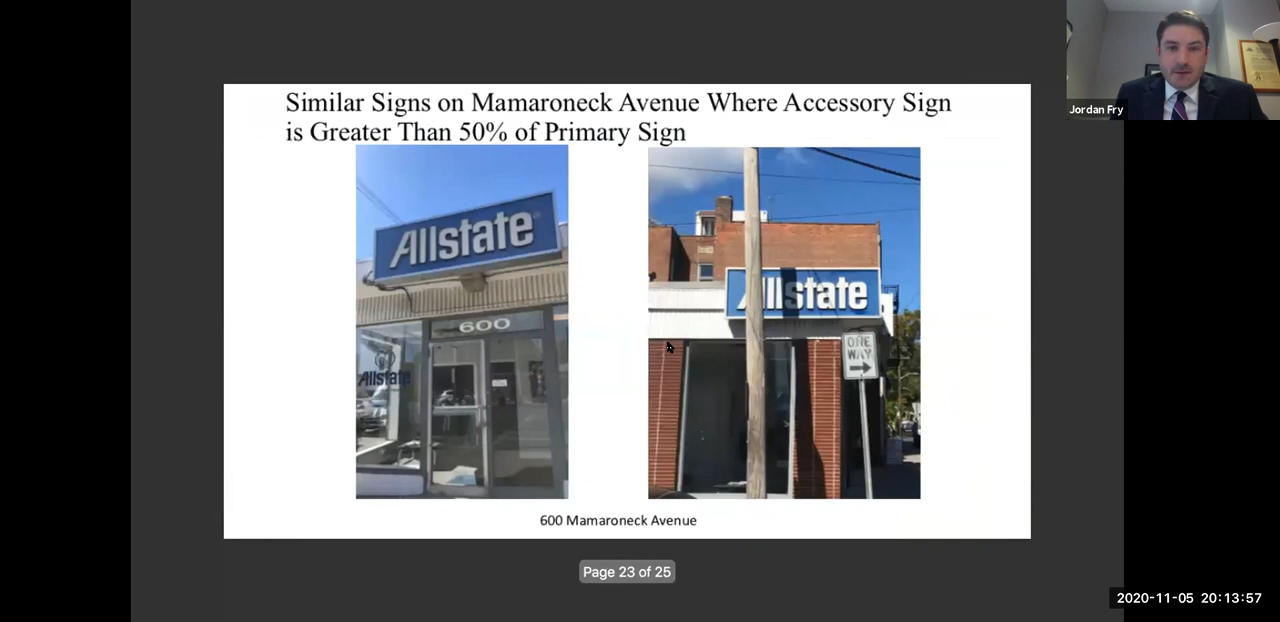 Similar Signs on Mamaroneck Avenue Where Accessory Sign
is Greater Than 50% of Primary Sign
Allstate
600
Allstate
Allstate
ONE
WAY
600 Mamaroneck Avenue
Page 23 of 25
Jordan Fry
2020-11-05 20:13:57